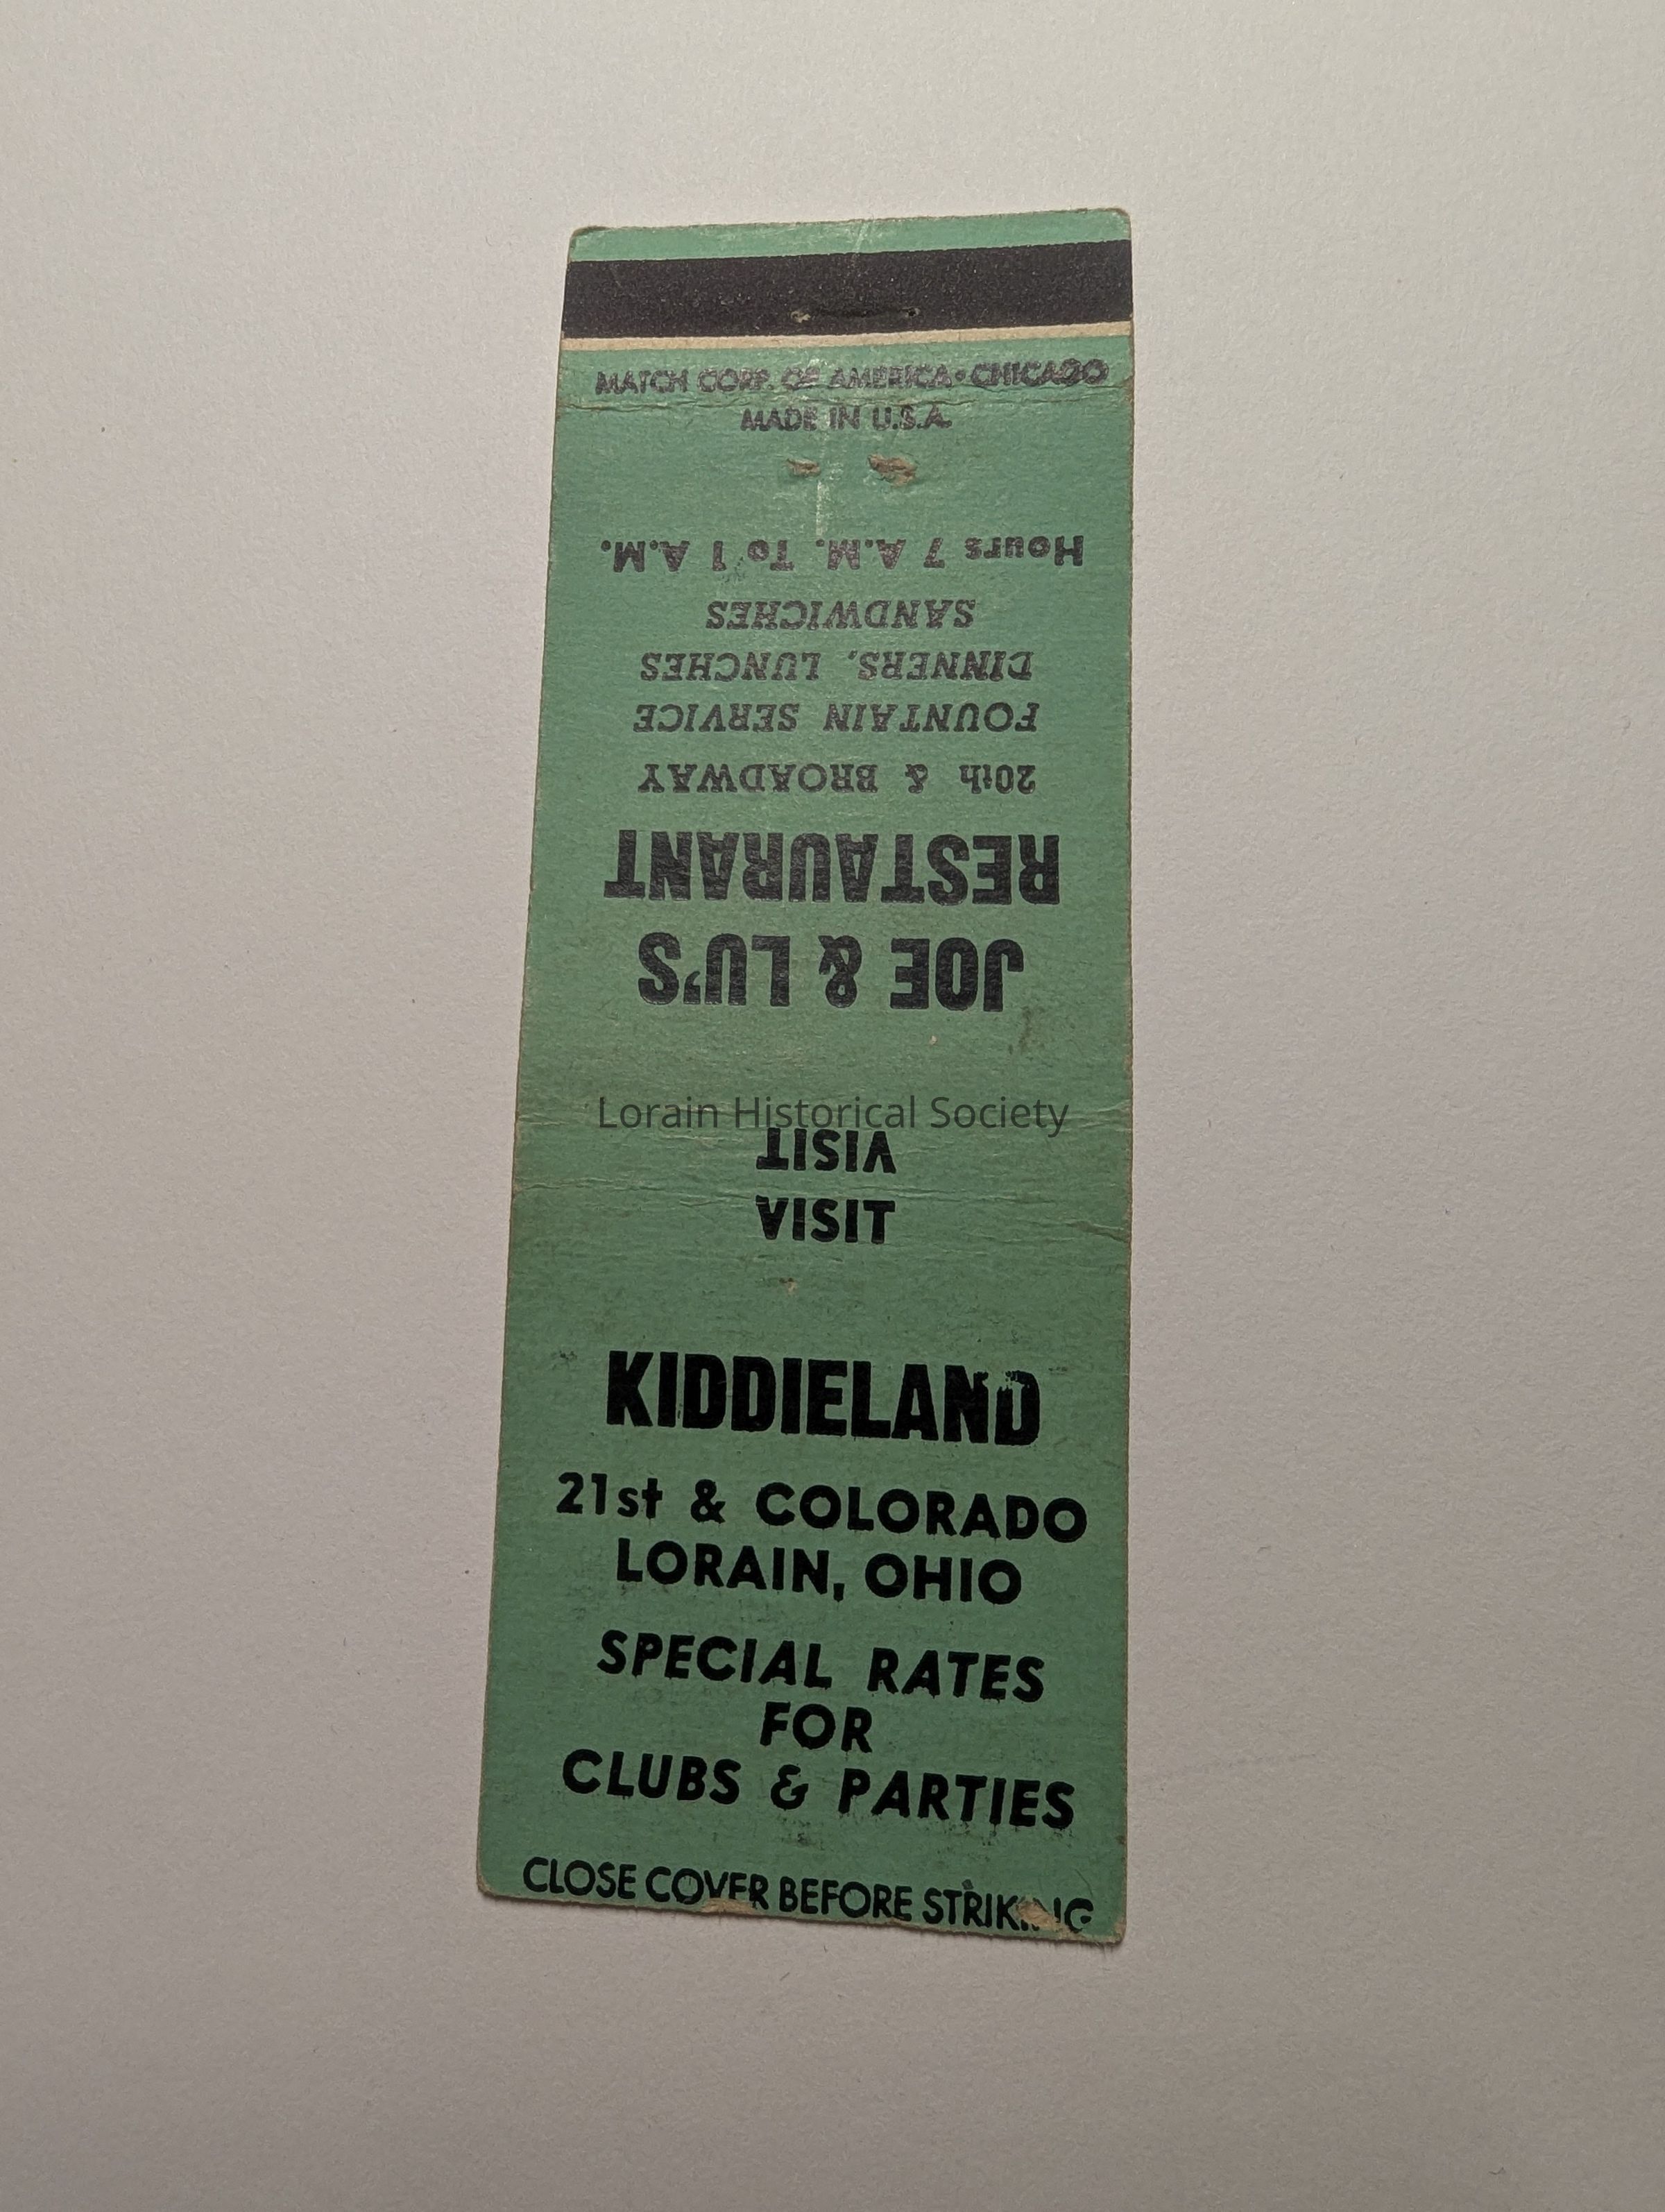 MATCH CORP. OF AMERICA • CHICAGO
MADE IN U.S.A.
VISIT
JOE & LU'S
RESTAURANT
20th & BROADWAY
FOUNTAIN SERVICE
DINNERS, LUNCHES
SANDWICHES
Hours 7 A.M. To 1 A.M.
Lorain Historical Society
VISIT
KIDDIELAND
21st & COLORADO
LORAIN, OHIO
SPECIAL RATES
FOR
CLUBS & PARTIES
CLOSE COVER BEFORE STRIKING